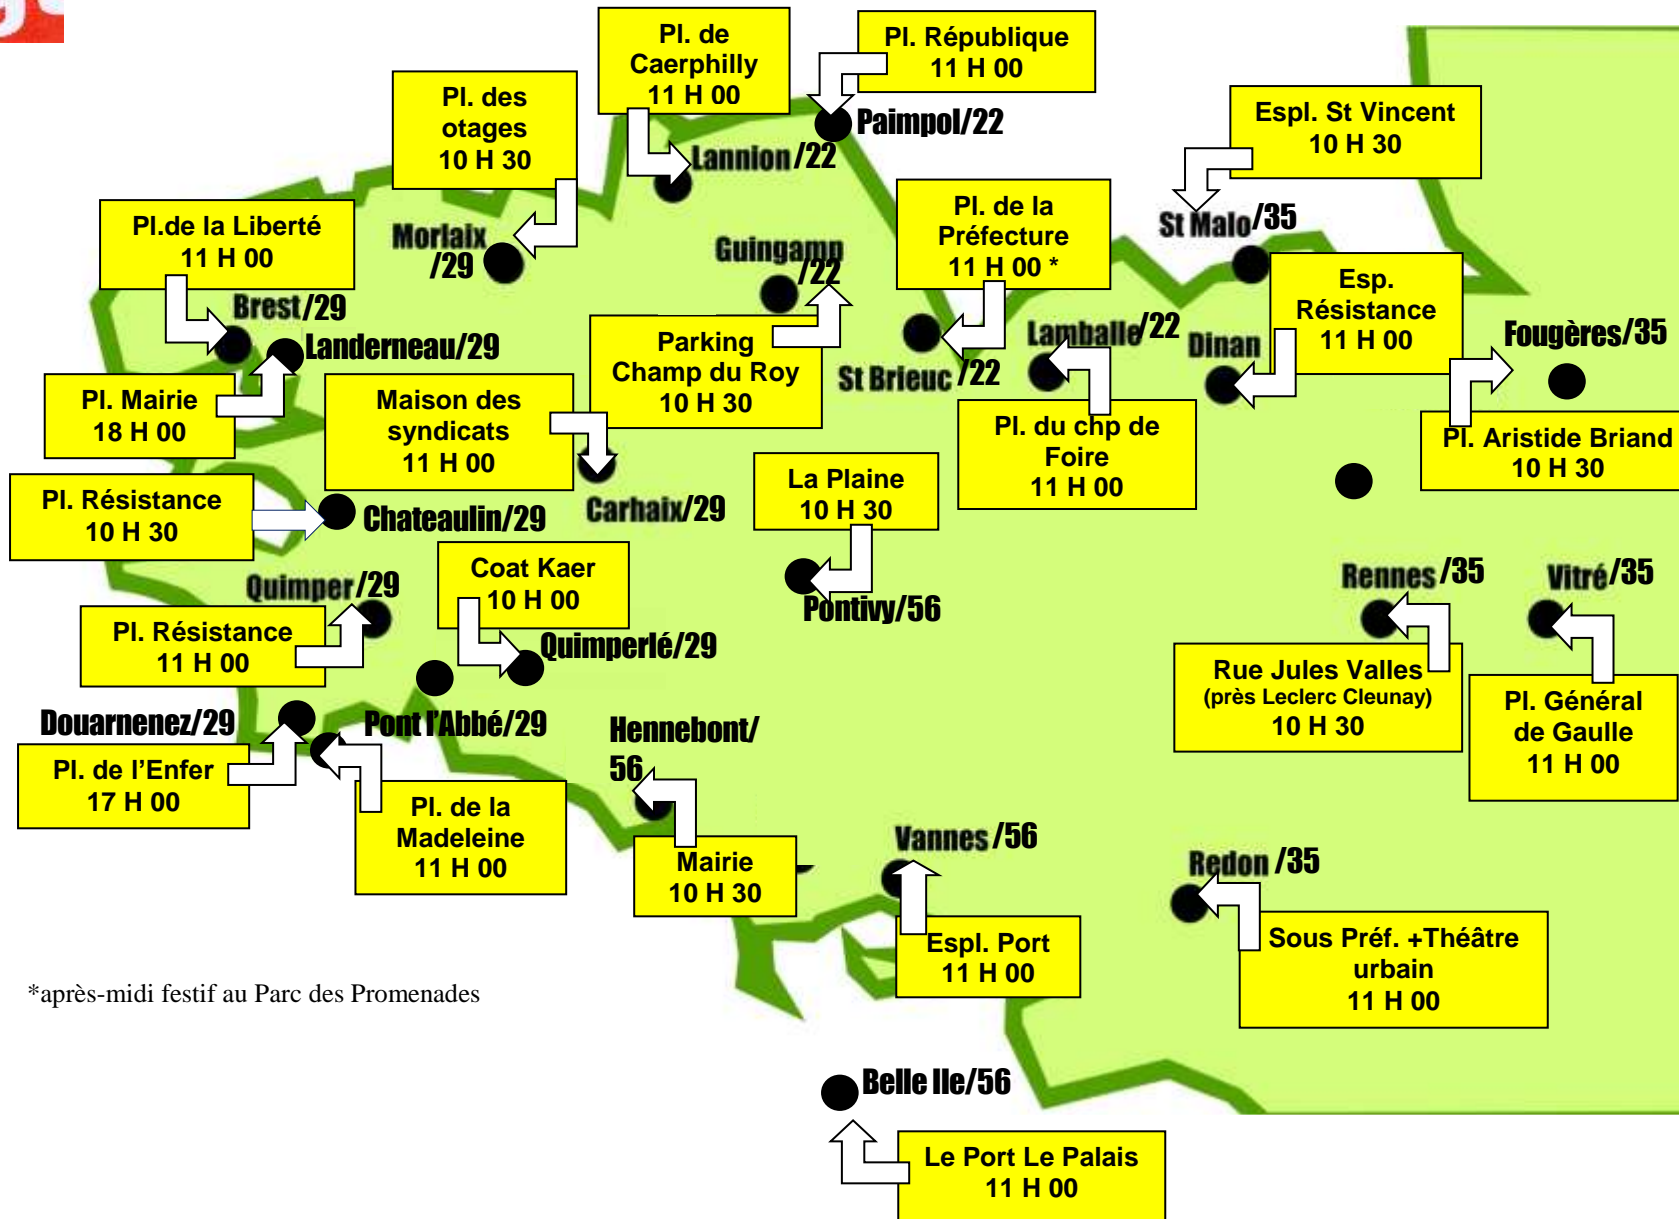 Pl. de
Caerphilly
11 H 00
Pl. République
11 H 00
Paimpol/22
Pl. des
otages
10 H 30
Lannion /22
Espl. St Vincent
10 H 30
Pl.de la Liberté
11 H 00
Morlaix
/29
Guingamp
/22
Pl. de la
Préfecture
11 H 00 *
St Malo/35
Brest/29
Landerneau/29
Parking
Champ du Roy
10 H 30
St Brieuc /22
Lamballe/22
Dinan
Esp.
Résistance
11 H 00
Fougères/35
Pl. Mairie
18 H 00
Maison des
syndicats
11 H 00
Pl. du chp de
Foire
11 H 00
Pl. Aristide Briand
10 H 30
Pl. Résistance
10 H 30
Chateaulin/29
Carhaix/29
La Plaine
10 H 30
Quimper/29
Coat Kaer
10 H 00
Pontivy/56
Rennes /35
Vitré/35
Pl. Résistance
11 H 00
Quimperlé/29
Rue Jules Valles
(près Leclerc Cleunay)
10 H 30
Pl. Général
de Gaulle
11 H 00
Douarnenez/29
Pont l'Abbé/29
Hennebont/
56
Pl. de l’Enfer
17 H 00
Pl. de la
Madeleine
11 H 00
Mairie
10 H 30
Vannes /56
Redon /35
Espl. Port
11 H 00
Sous Préf. +Théâtre
urbain
11 H 00
*après-midi festif au Parc des Promenades
Belle Ile/56
Le Port Le Palais
11 H 00